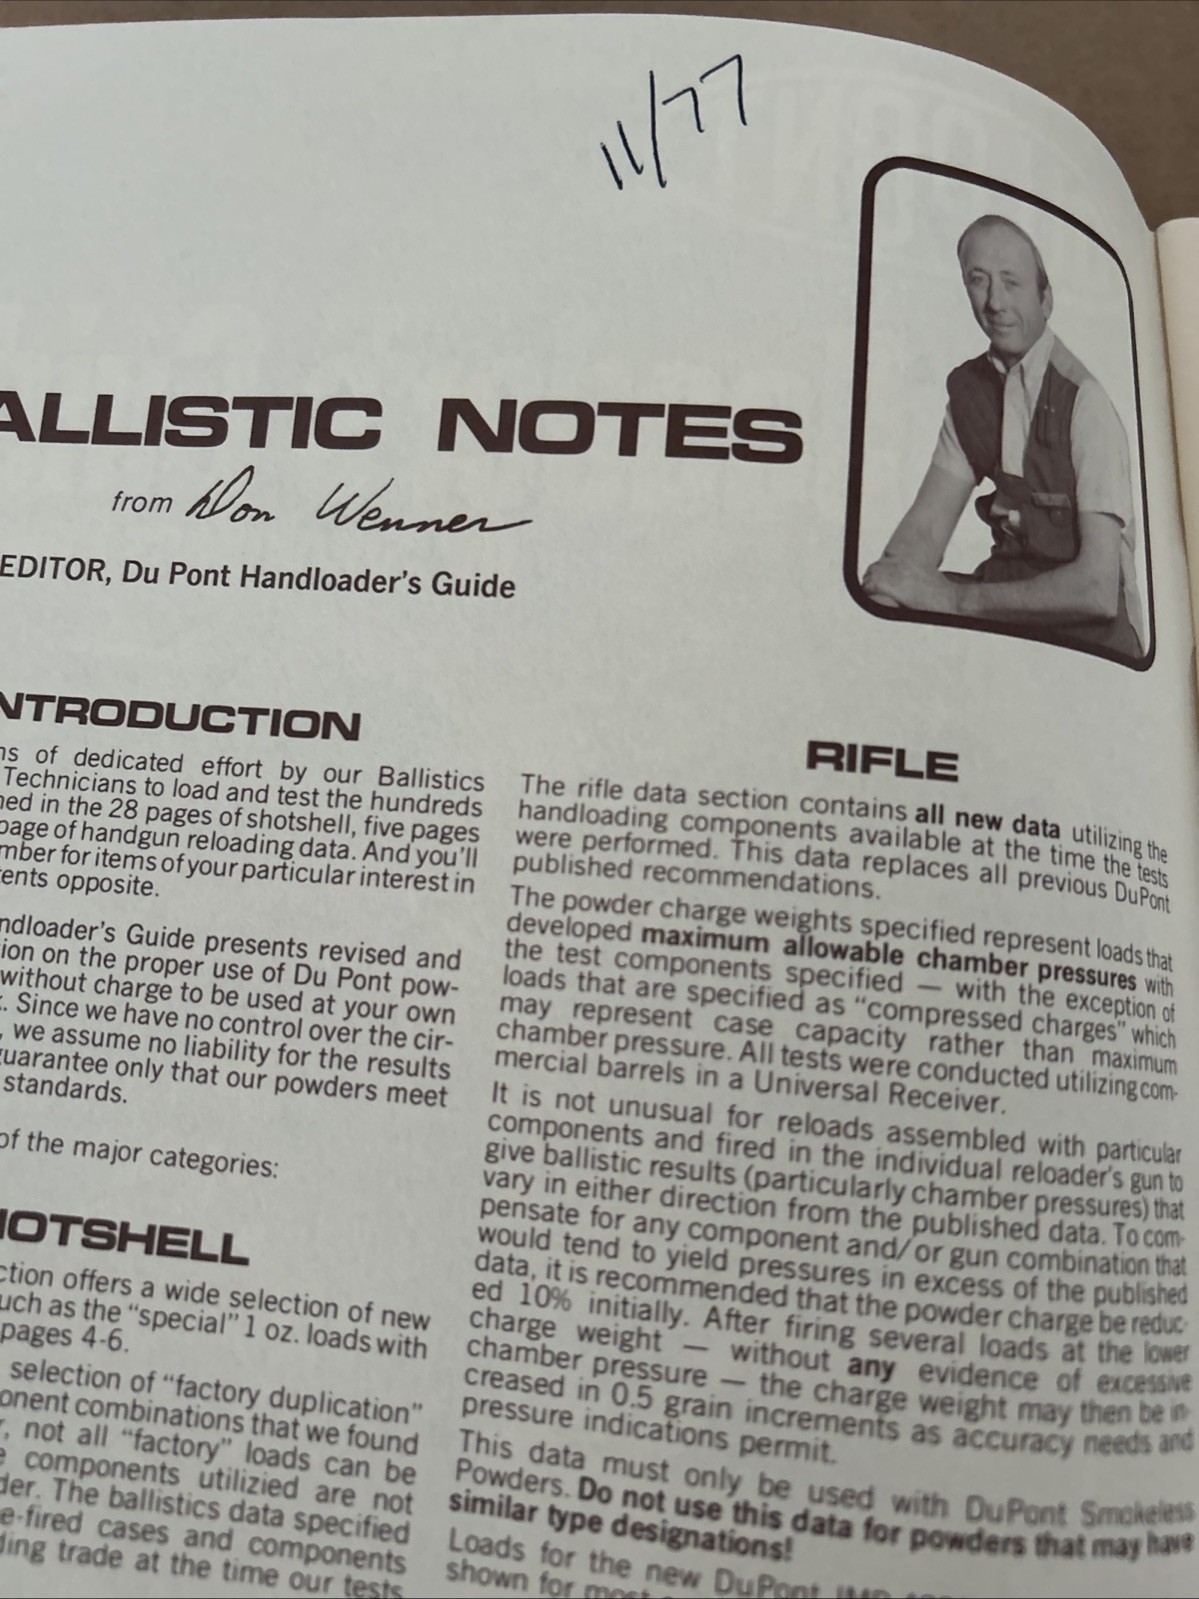 11/77
ALLISTIC NOTES
from Don Wenner
EDITOR, Du Pont Handloader's Guide
NTRODUCTION
ns of dedicated effort by our Ballistics
Technicians to load and test the hundreds
ned in the 28 pages of shotshell, five pages
page of handgun reloading data. And you'll
mber for items of your particular interest in
ents opposite.
ndloader's Guide presents revised and
ion on the proper use of Du Pont pow-
without charge to be used at your own
. Since we have no control over the cir-
, we assume no liability for the results
uarantee only that our powders meet
standards.
of the major categories:
HOTSHELL
ction offers a wide selection of new
uch as the "special" 1 oz. loads with
pages 4-6.
selection of "factory duplication"
onent combinations that we found
r, not all "factory" loads can be
e components utilizied are not
der. The ballistics data specified
e-fired cases and components
ding trade at the time our tests
RIFLE
The rifle data section contains all new data utilizing the
handloading components available at the time the tests
were performed. This data replaces all previous DuPont
published recommendations.
The powder charge weights specified represent loads that
developed maximum allowable chamber pressures with
the test components specified — with the exception of
loads that are specified as "compressed charges" which
may represent case capacity rather than maximum
chamber pressure. All tests were conducted utilizing com-
mercial barrels in a Universal Receiver.
It is not unusual for reloads assembled with particular
components and fired in the individual reloader's gun to
give ballistic results (particularly chamber pressures) that
vary in either direction from the published data. To com-
pensate for any component and/or gun combination that
would tend to yield pressures in excess of the published
data, it is recommended that the powder charge be reduc-
ed 10% initially. After firing several loads at the lower
charge weight — without any evidence of excessive
chamber pressure — the charge weight may then be in-
creased in 0.5 grain increments as accuracy needs and
pressure indications permit.
This data must only be used with DuPont Smokeless
Powders. Do not use this data for powders that may have
similar type designations!
Loads for the new DuPont IMR
shown for most